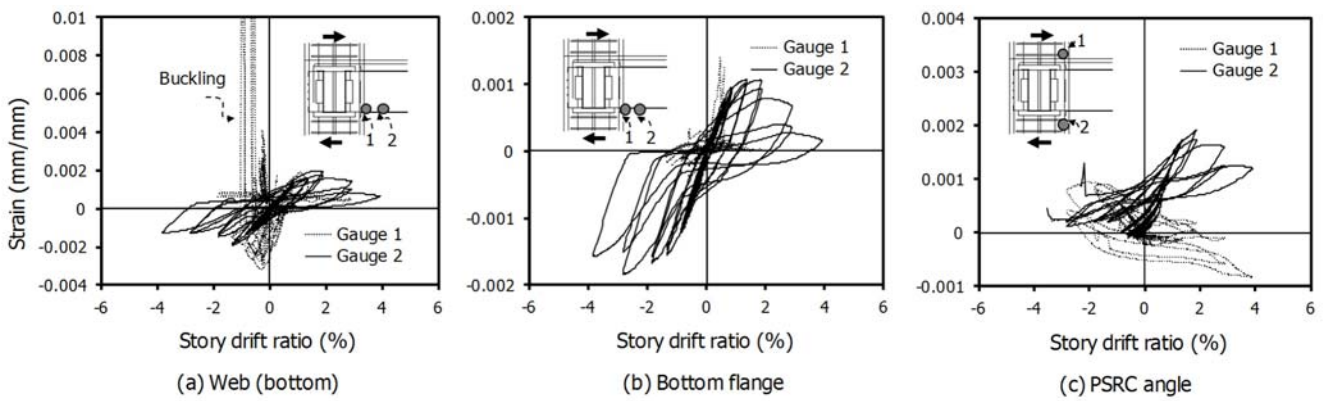 0.01
0.008
0.006
0.004
0.002
0
-0.002
-0.004
-6 -4 -2 0 2 4 6
Strain (mm/mm)
Story drift ratio (%)
Buckling
1 2
Gauge 1
Gauge 2
(a) Web (bottom)
0.002
0.001
0
-0.001
-0.002
-6 -4 -2 0 2 4 6
Story drift ratio (%)
1 2
Gauge 1
Gauge 2
(b) Bottom flange
0.004
0.003
0.002
0.001
0
-0.001
-6 -4 -2 0 2 4 6
Story drift ratio (%)
1
2
Gauge 1
Gauge 2
(c) PSRC angle